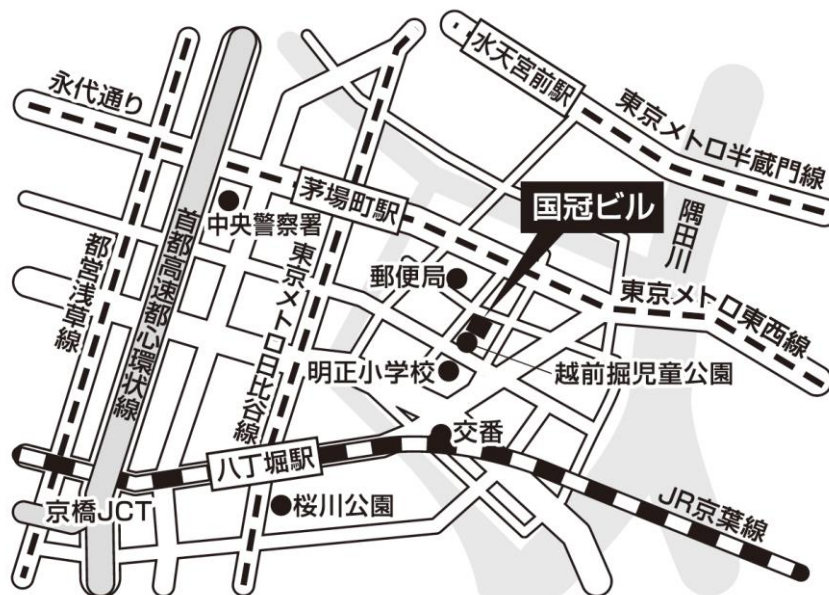 水天宮前駅
永代通り
東京メトロ半蔵門線
茅場町駅
国冠ビル
中央警察署
隅田川
首都高速都心環状線
都営浅草線
東京メトロ日比谷線
郵便局
東京メトロ東西線
明正小学校
越前掘児童公園
交番
八丁堀駅
京橋JCT
桜川公園
JR京葉線